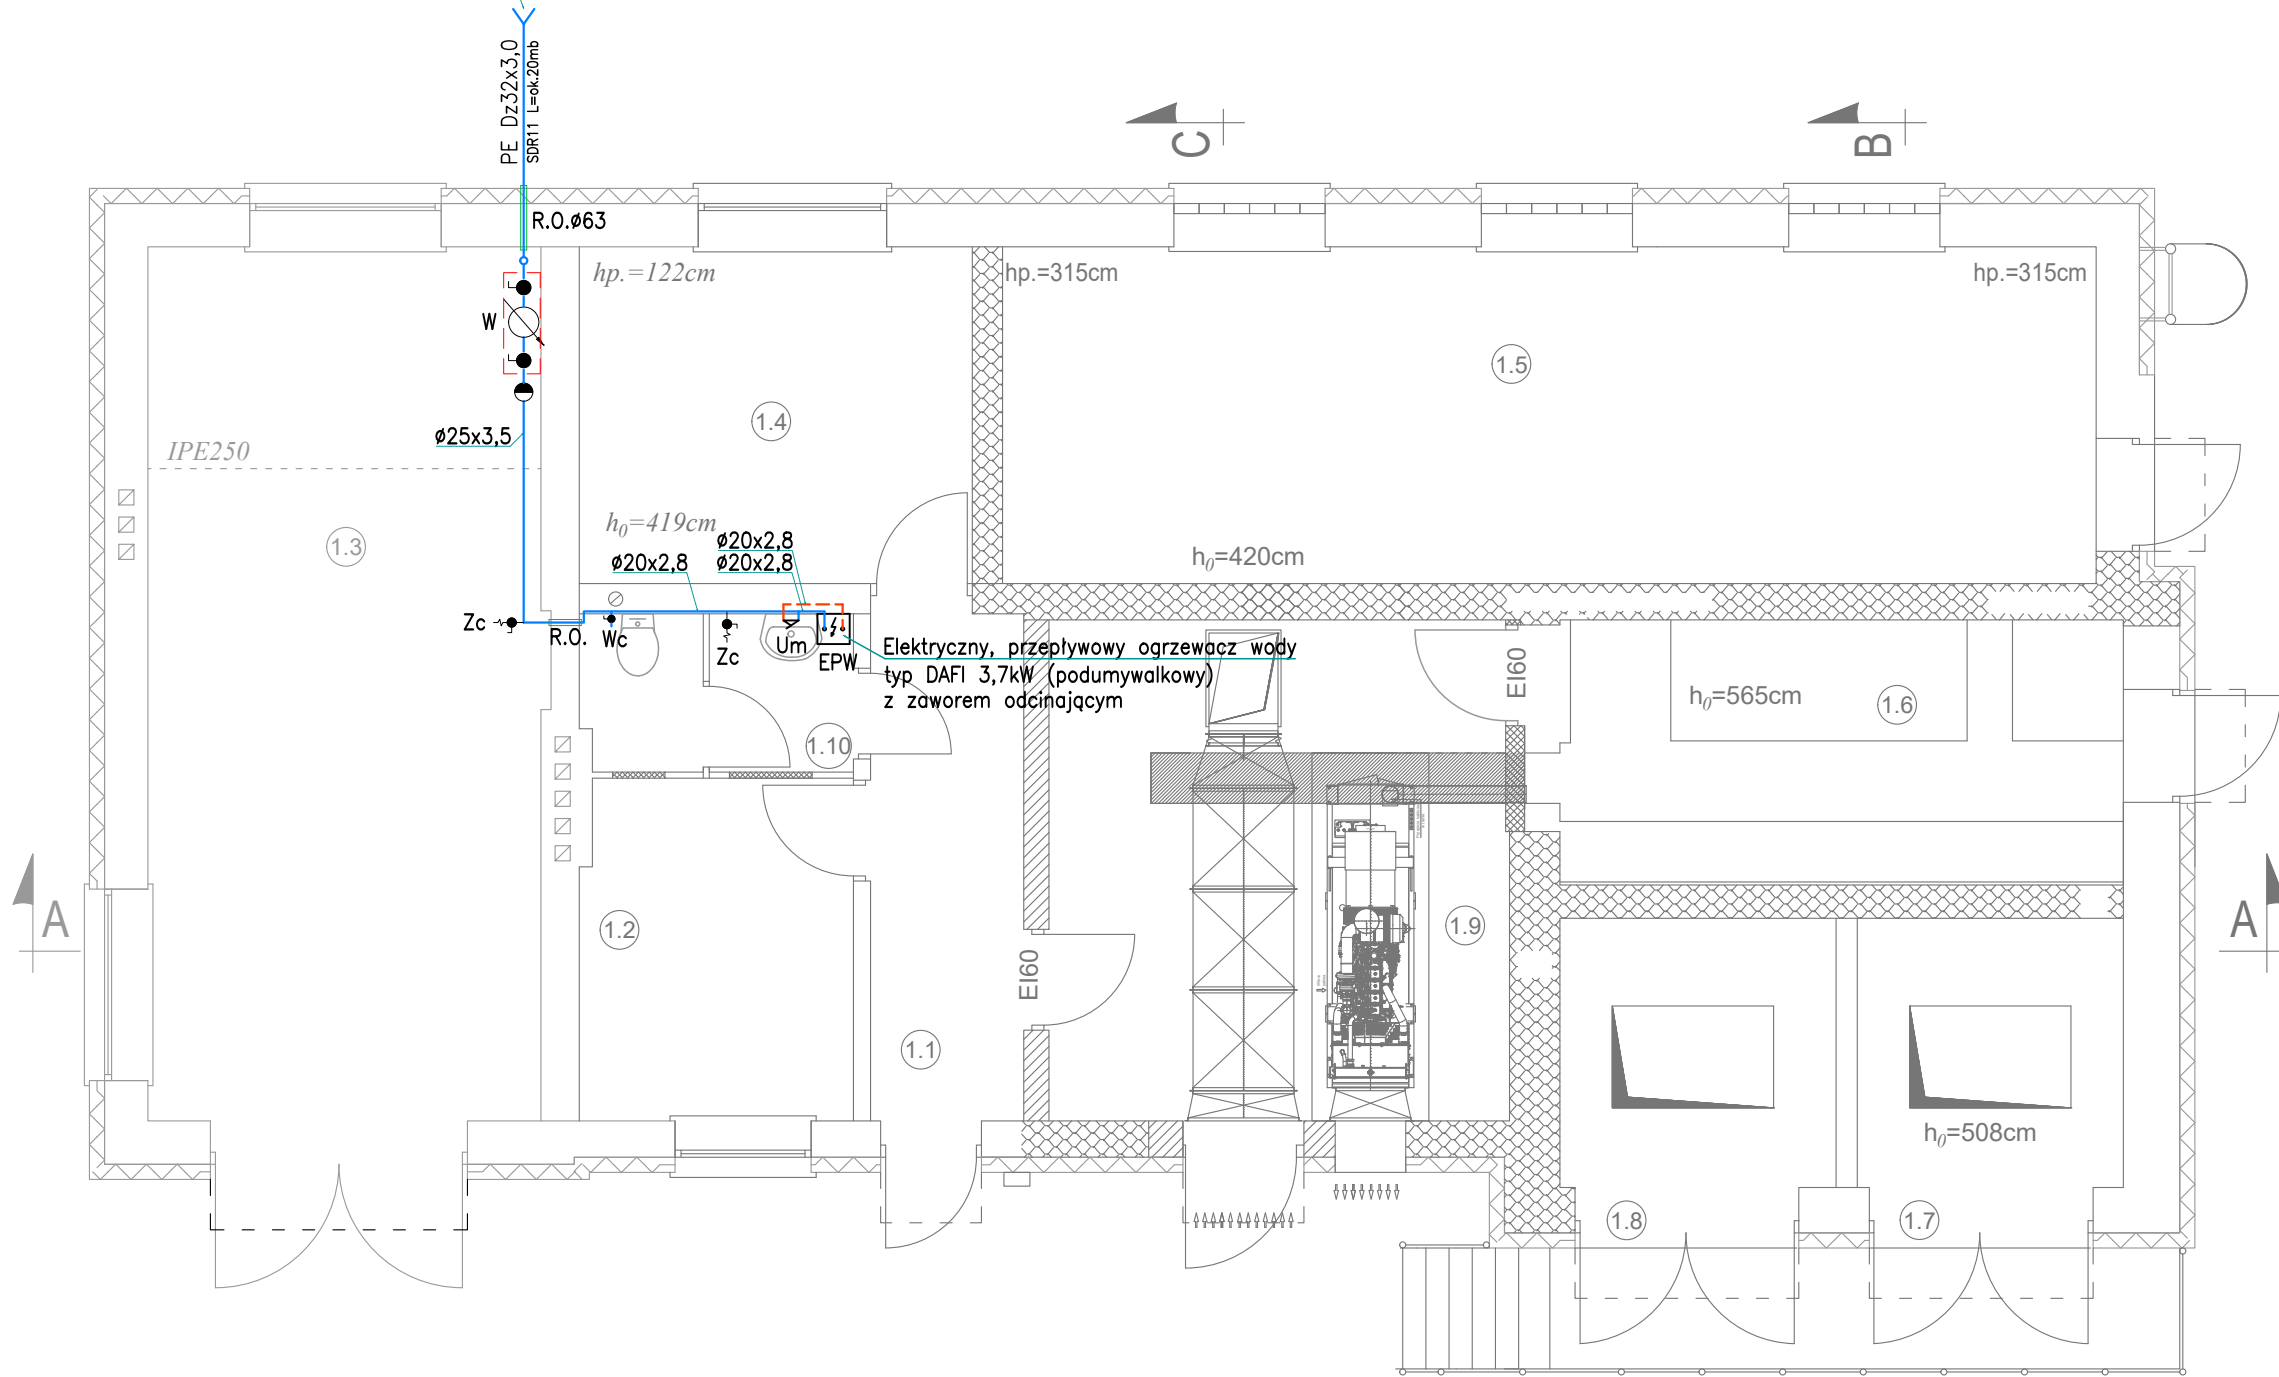 PE Dz32x3,0
SDR11 L=ok.20mb
C
B
R.O.ø63
hp.=122cm
hp.=315cm
hp.=315cm
W
1.5
1.4
ø25x3,5
IPE250
1.3
h0=419cm
ø20x2,8
ø20x2,8
ø20x2,8
h0=420cm
Zc
R.O.
Wc
Zc
Um
EPW
Elektryczny, przepływowy ogrzewacz wody
typ DAFI 3,7kW (podumywalkowy)
z zaworem odcinającym
EI60
h0=565cm
1.6
1.10
A
1.2
1.9
A
EI60
1.1
h0=508cm
1.8
1.7